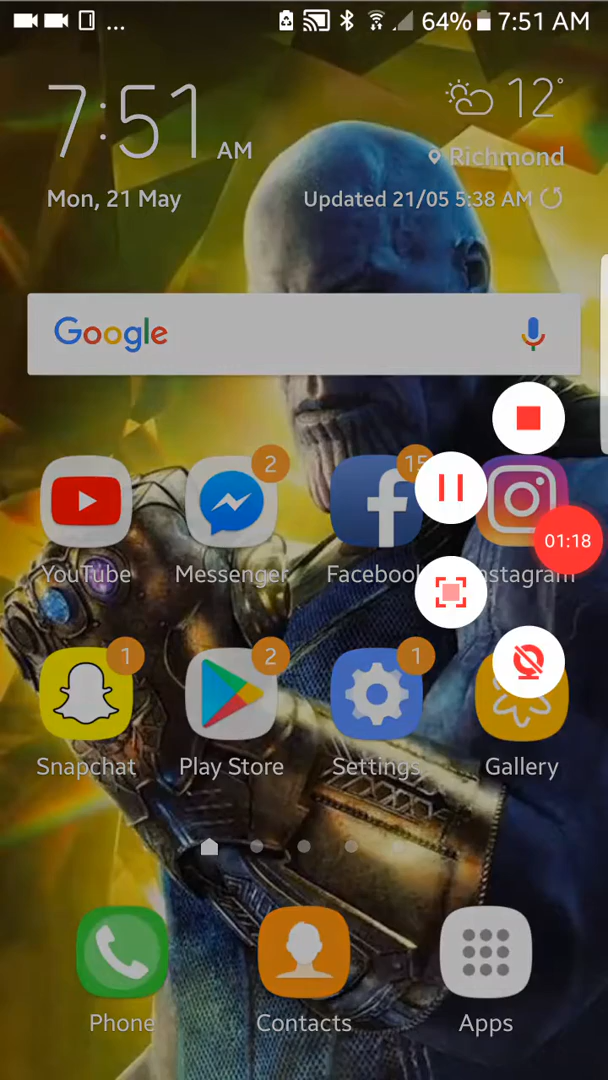 ... 64% 7:51 AM
7:51 AM
12°
Richmond
Mon, 21 May
Updated 21/05 5:38 AM
Google
2
15
YouTube
Messenger
Facebook
Instagram
01:18
1
2
1
Snapchat
Play Store
Settings
Gallery
Phone
Contacts
Apps